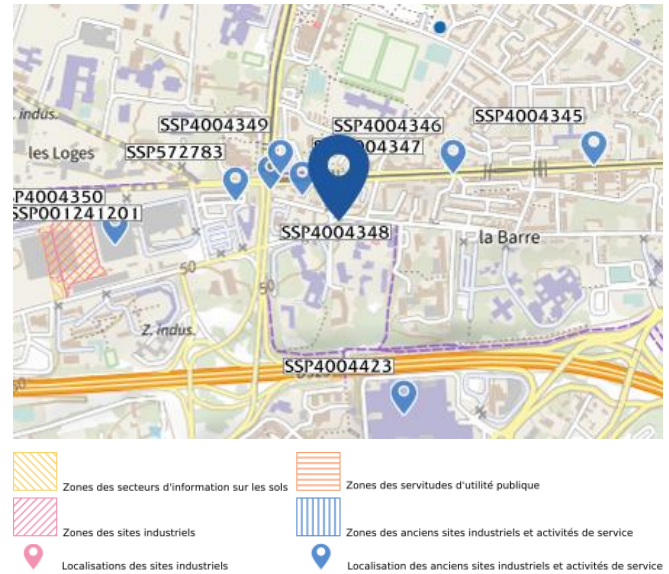 . indus.
les Loges
SSP4004349
SSP4004346
SSP4004345
SSP572783
4004347
P4004350
SSP001241201
SSP4004348
la Barre
50
50
Z. indus.
SSP4004423
Zones des secteurs d'information sur les sols
Zones des servitudes d'utilité publique
Zones des sites industriels
Zones des anciens sites industriels et activités de service
Localisations des sites industriels
Localisation des anciens sites industriels et activités de service